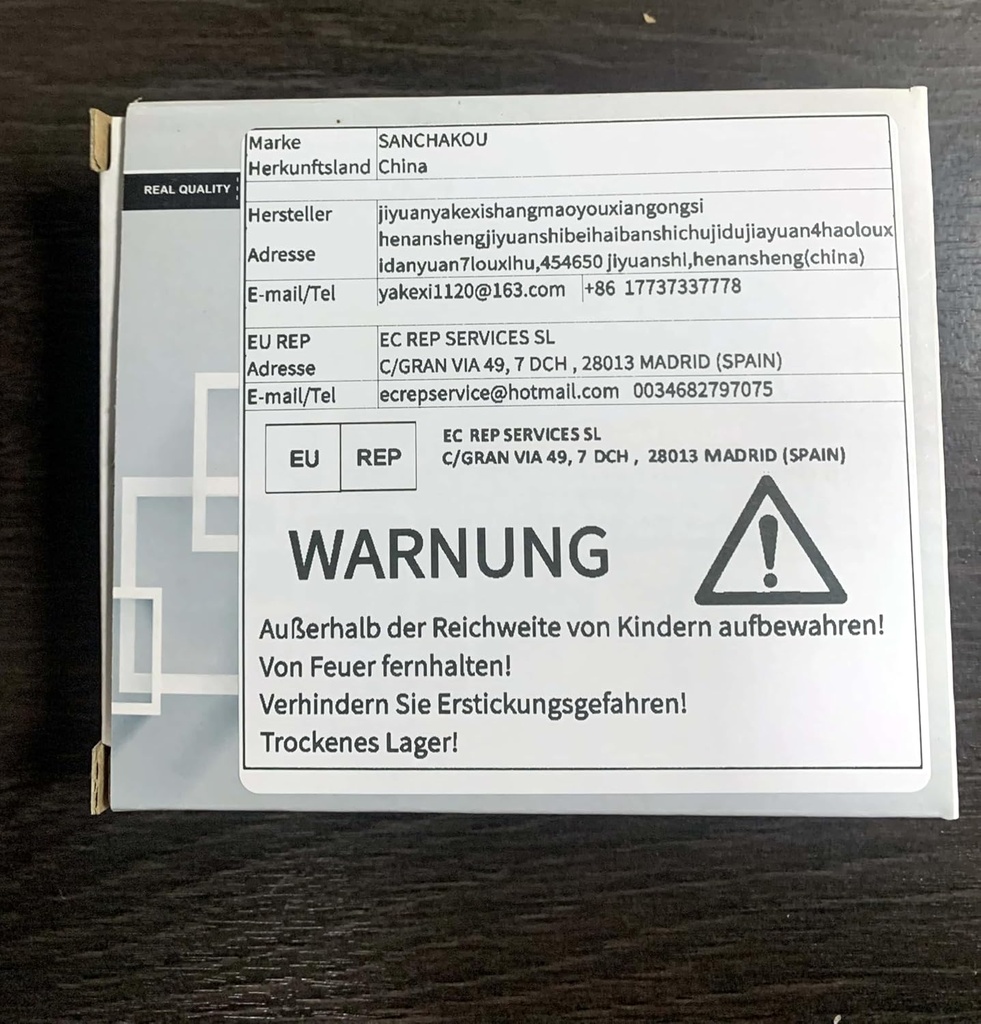 REAL QUALITY
Marke SANCHAKOU
Herkunftsland China
Hersteller jiyuanyakexishangmaoyouxiangongsi
Adresse henanshengjiyuanshibeihaibanshichujidujiayuan4haoloux
idanyuan7louxlhu,454650 jiyuanshl,henansheng(china)
E-mail/Tel yakexi1120@163.com +86 17737337778
EU REP EC REP SERVICES SL
Adresse C/GRAN VIA 49, 7 DCH , 28013 MADRID (SPAIN)
E-mail/Tel ecrepservice@hotmail.com 0034682797075
EU REP
EC REP SERVICES SL
C/GRAN VIA 49, 7 DCH , 28013 MADRID (SPAIN)
WARNUNG
Außerhalb der Reichweite von Kindern aufbewahren!
Von Feuer fernhalten!
Verhindern Sie Erstickungsgefahren!
Trockenes Lager!